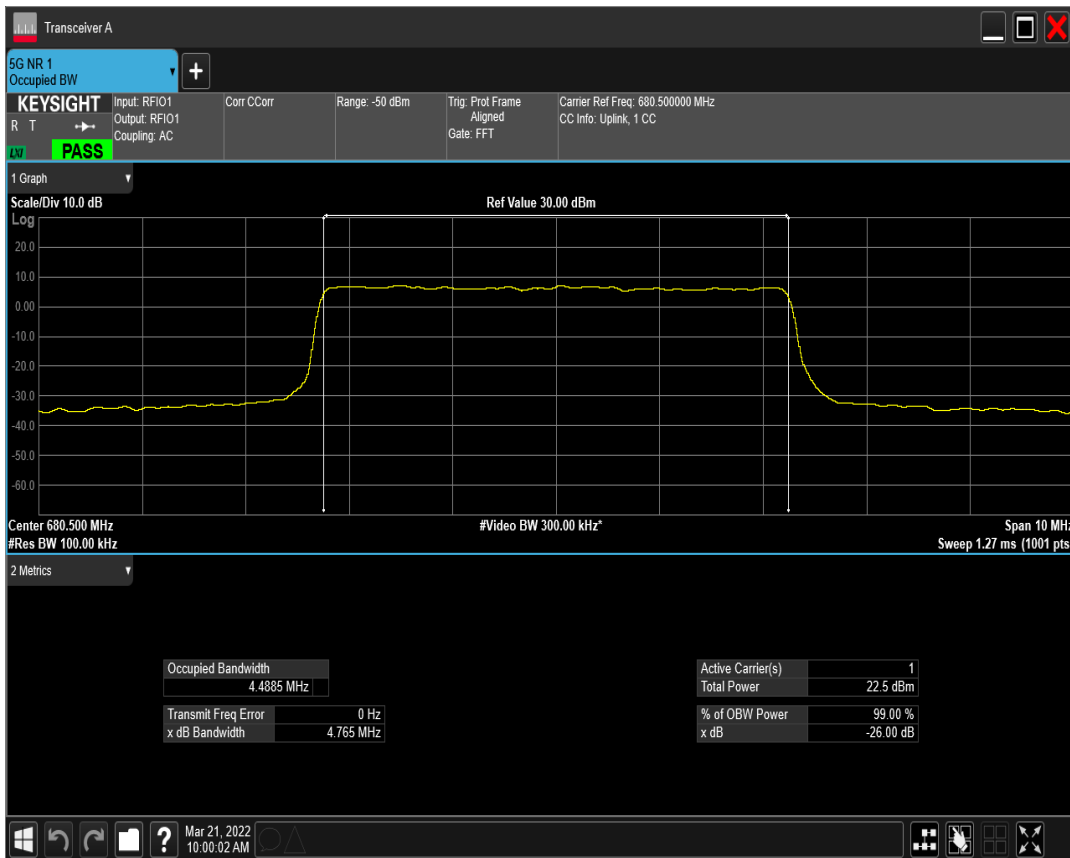 Transceiver A
5G NR 1
Occupied BW
KEYSIGHT
R T
LXI
PASS
Input: RFIO1
Output: RFIO1
Coupling: AC
Corr CCorr
Range: -50 dBm
Trig: Prot Frame
Aligned
Gate: FFT
Carrier Ref Freq: 680.500000 MHz
CC Info: Uplink, 1 CC
1 Graph
Scale/Div 10.0 dB
Ref Value 30.00 dBm
Log
20.0
10.0
0.00
-10.0
-20.0
-30.0
-40.0
-50.0
-60.0
Center 680.500 MHz
#Video BW 300.00 kHz*
Span 10 MHz
#Res BW 100.00 kHz
Sweep 1.27 ms (1001 pts
2 Metrics
Occupied Bandwidth
4.4885 MHz
Transmit Freq Error 0 Hz
x dB Bandwidth 4.765 MHz
Active Carrier(s) 1
Total Power 22.5 dBm
% of OBW Power 99.00 %
x dB -26.00 dB
?
Mar 21, 2022
10:00:02 AM